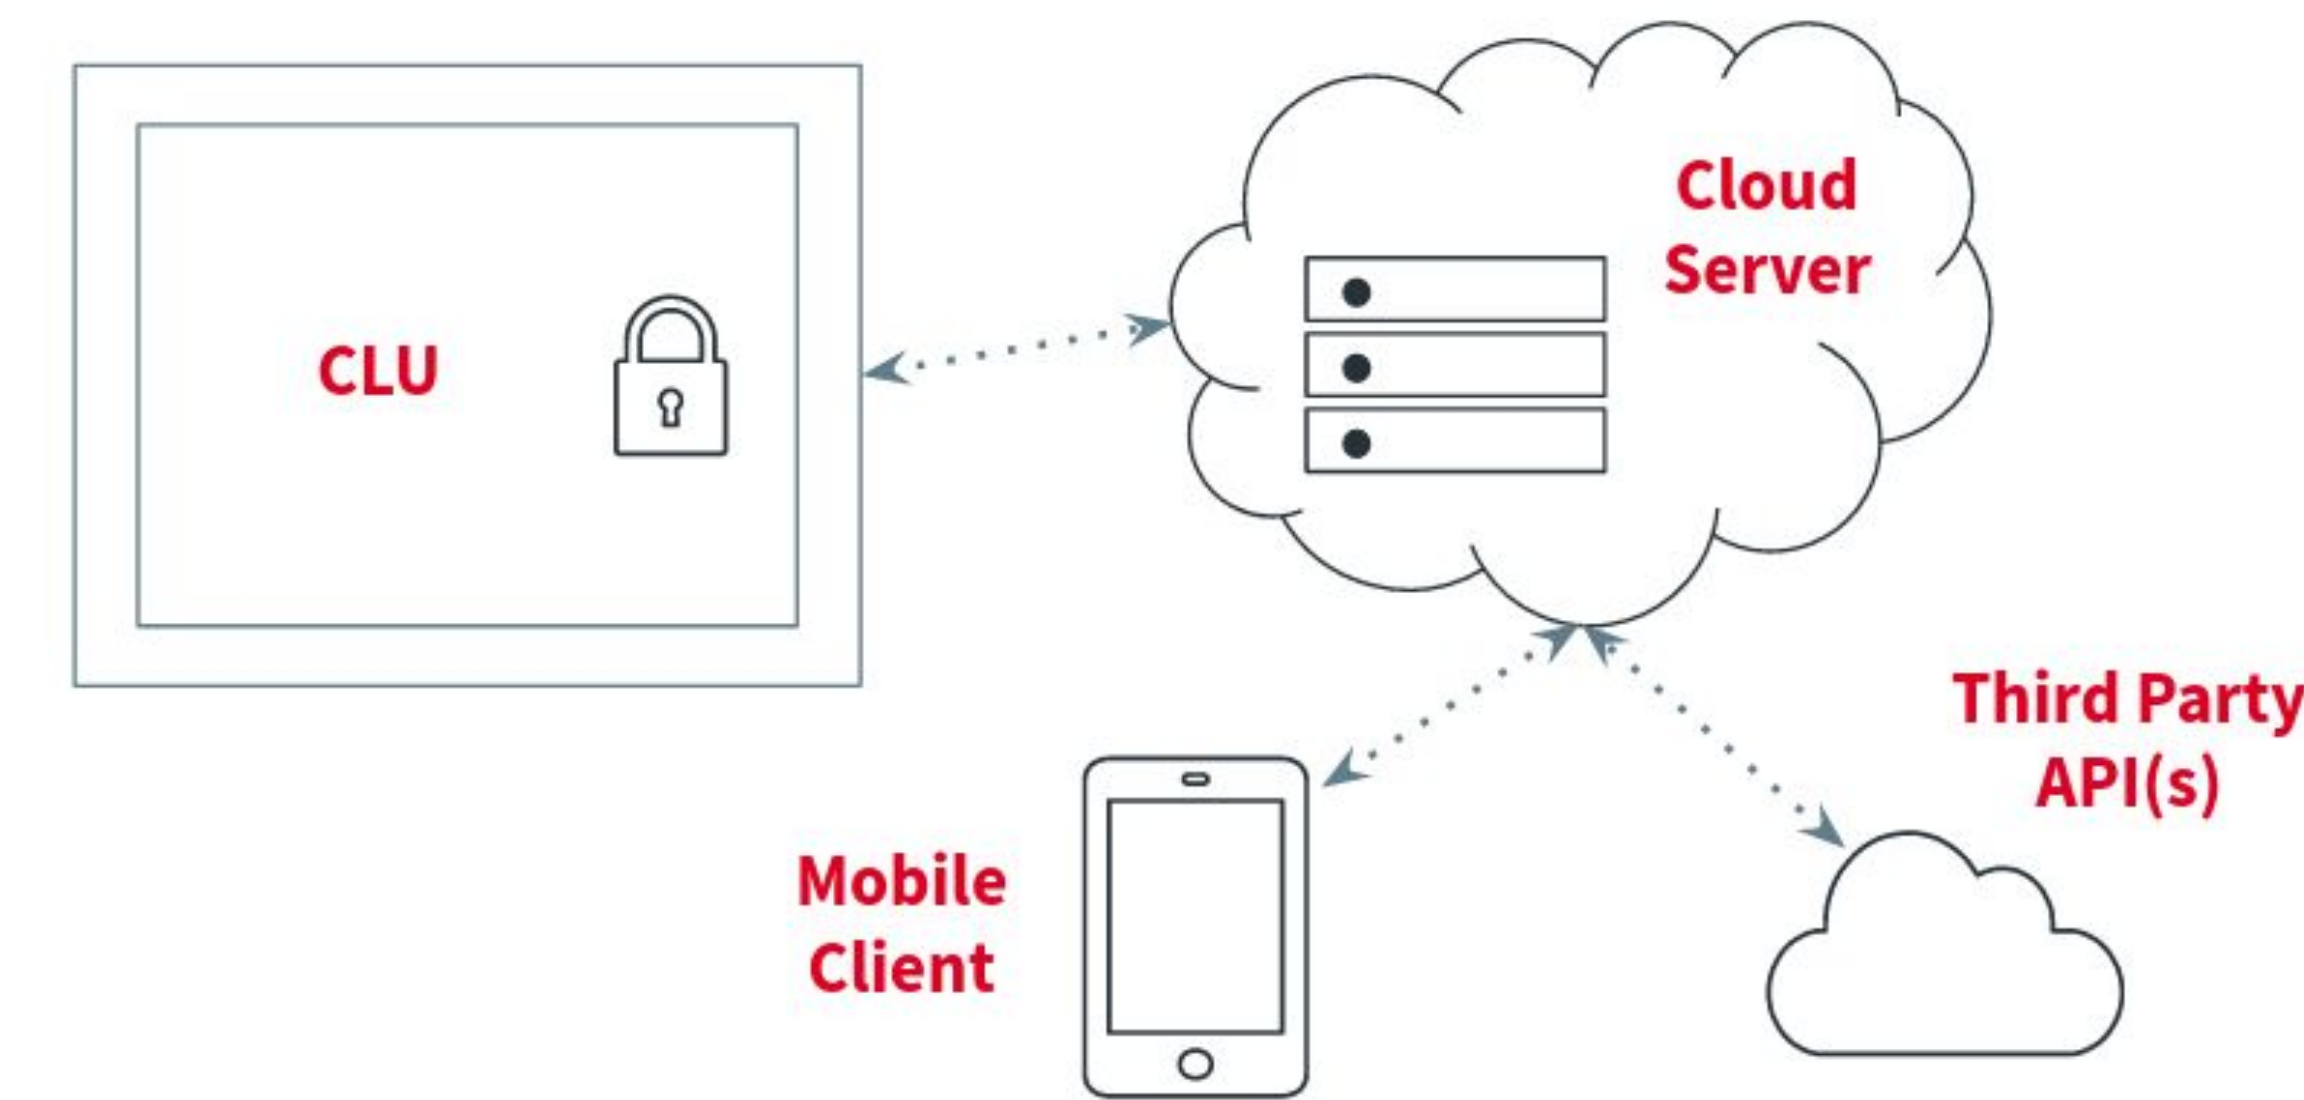 Cloud
Server
CLU
Third Party
API(s)
Mobile
Client